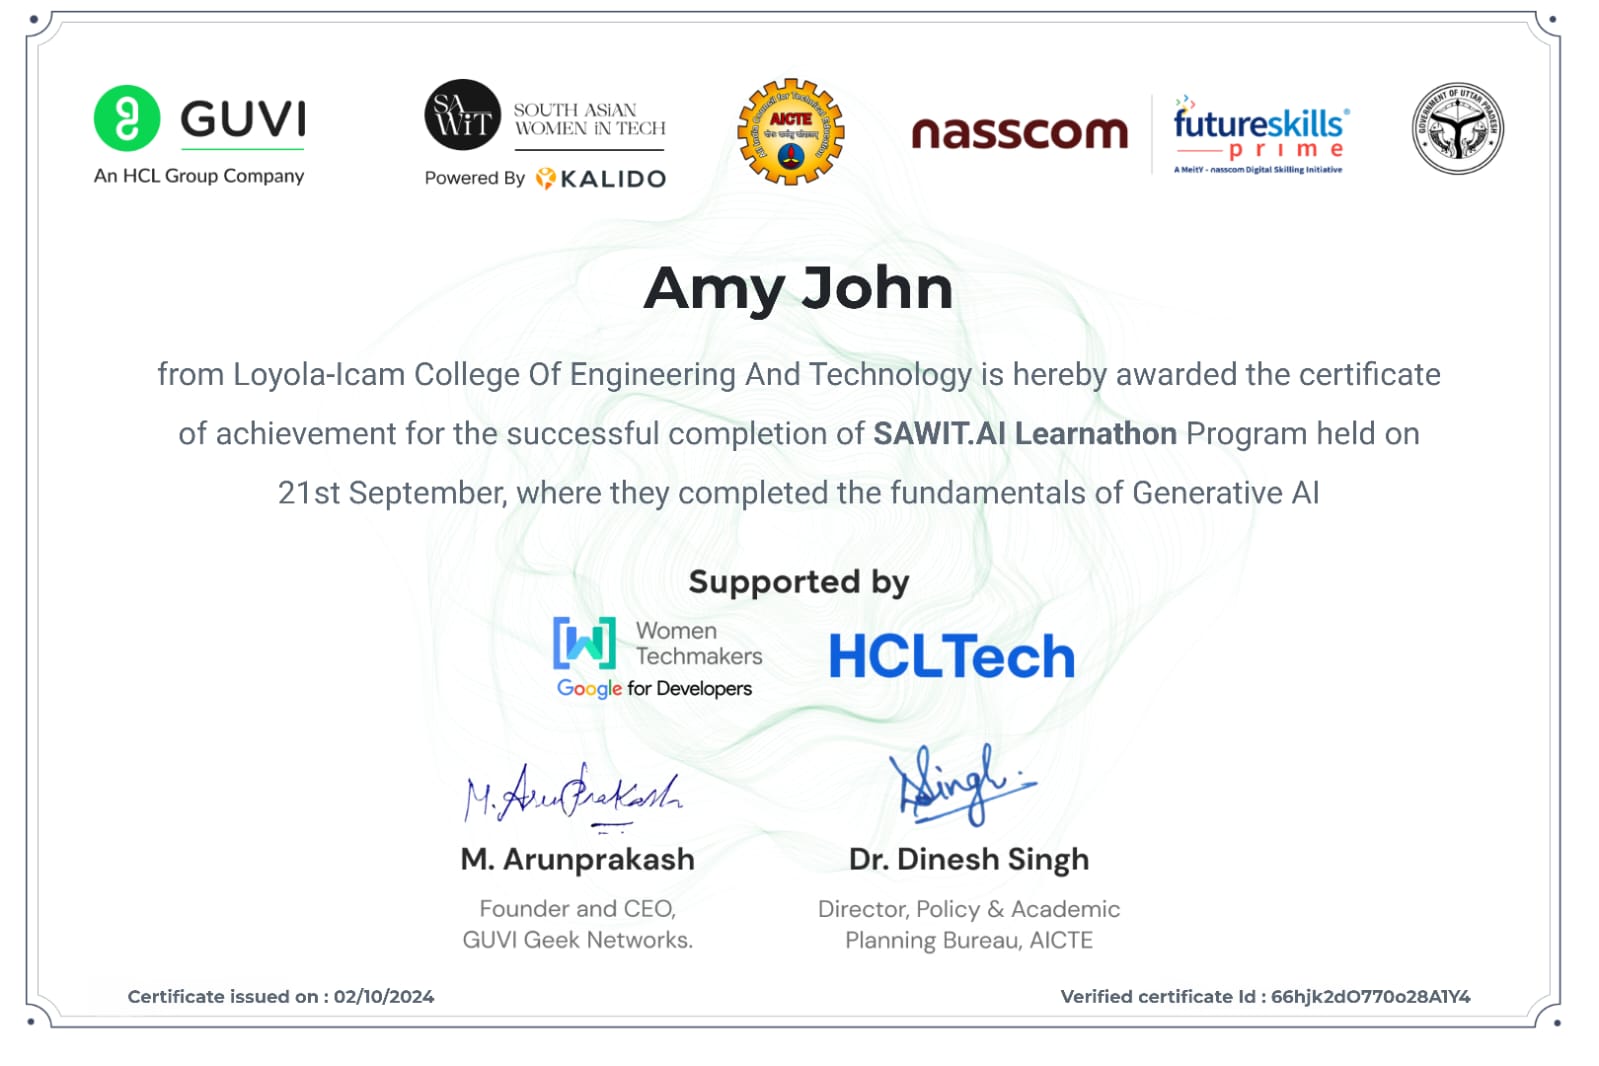 GUVI
An HCL Group Company
SA
WiT
SOUTH ASIAN
WOMEN iN TECH
Powered By KALIDO
All India Council for Technical Education
AICTE
nasscom
futureskills®
prime
A MeitY - nasscom Digital Skilling Initiative
GOVERNMENT OF UTTAR PRADESH
Amy John
from Loyola-Icam College Of Engineering And Technology is hereby awarded the certificate
of achievement for the successful completion of SAWIT.AI Learnathon Program held on
21st September, where they completed the fundamentals of Generative AI
Supported by
Women
Techmakers
Google for Developers
HCLTech
M. ArunPrakash
DSingh.
M. Arunprakash
Founder and CEO,
GUVI Geek Networks.
Dr. Dinesh Singh
Director, Policy & Academic
Planning Bureau, AICTE
Certificate issued on : 02/10/2024
Verified certificate Id : 66hjk2dO770o28A1Y4